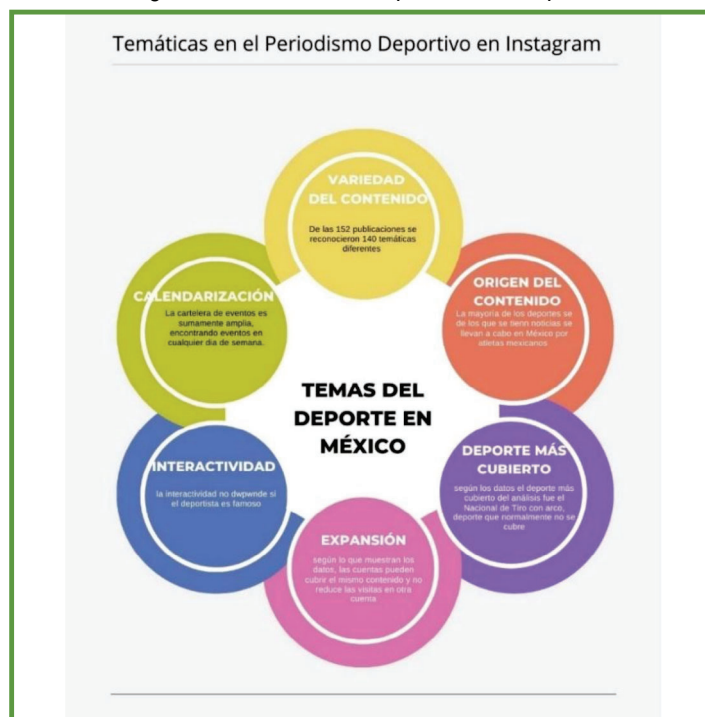 Temáticas en el Periodismo Deportivo en Instagram
VARIEDAD
DEL CONTENIDO
De las 152 publicaciones se
reconocieron 140 temáticas
diferentes
ORIGEN DEL
CONTENIDO
La mayoría de los deportes se
de los que se tienn noticias se
llevan a cabo en México por
atletas mexicanos
DEPORTE MÁS
CUBIERTO
según los datos el deporte más
cubierto del análisis fue el
Nacional de Tiro con arco,
deporte que normalmente no se
cubre
EXPANSIÓN
según lo que muestran los
datos, las cuentas pueden
cubrir el mismo contenido y no
reduce las visitas en otra
cuenta
INTERACTIVIDAD
la interactividad no dwpwnde si
el deportista es famoso
CALENDARIZACIÓN
La cartelera de eventos es
sumamente amplia,
encontrando eventos en
cualquier dia de semana.
TEMAS DEL
DEPORTE EN
MÉXICO